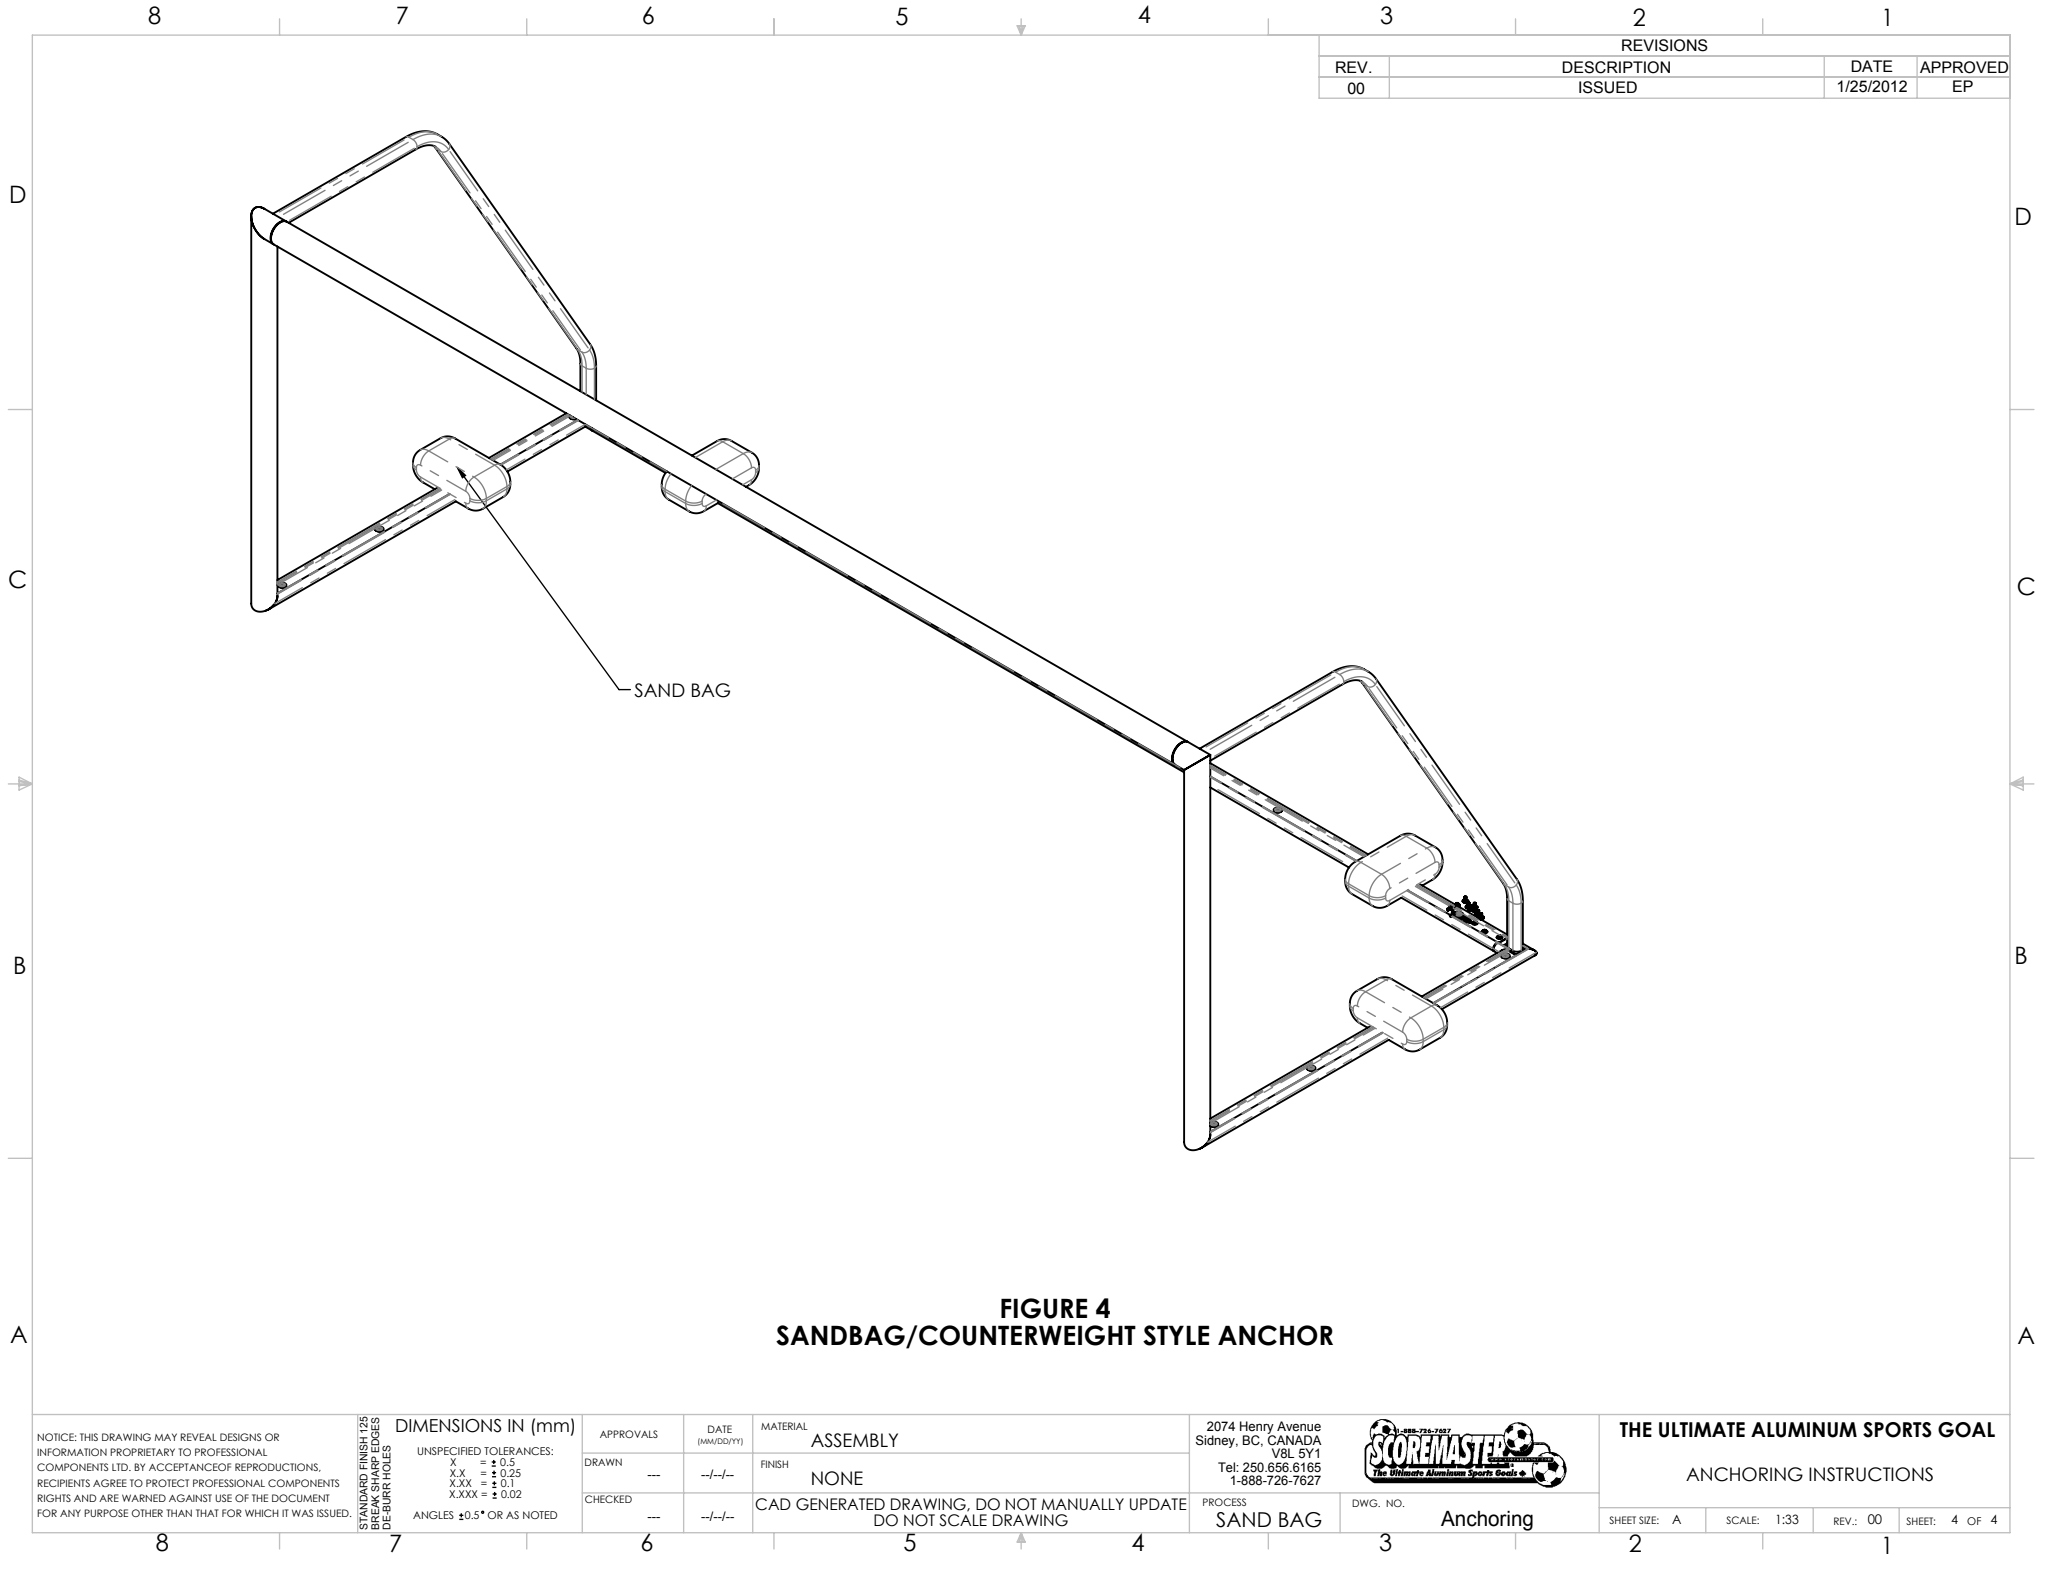 8 7 6 5 4 3 2 1
REVISIONS
REV. DESCRIPTION DATE APPROVED
00 ISSUED 1/25/2012 EP
D D
C C
SAND BAG
B B
FIGURE 4
SANDBAG/COUNTERWEIGHT STYLE ANCHOR
A A
NOTICE: THIS DRAWING MAY REVEAL DESIGNS OR
INFORMATION PROPRIETARY TO PROFESSIONAL
COMPONENTS LTD. BY ACCEPTANCEOF REPRODUCTIONS,
RECIPIENTS AGREE TO PROTECT PROFESSIONAL COMPONENTS
RIGHTS AND ARE WARNED AGAINST USE OF THE DOCUMENT
FOR ANY PURPOSE OTHER THAN THAT FOR WHICH IT WAS ISSUED.
STANDARD FINISH 125
BREAK SHARP EDGES
DE-BURR HOLES
DIMENSIONS IN (mm)
UNSPECIFIED TOLERANCES:
X = ± 0.5
X.X = ± 0.25
X.XX = ± 0.1
X.XXX = ± 0.02
ANGLES ±0.5° OR AS NOTED
APPROVALS DATE
(MM/DD/YY)
DRAWN
--- --/--/--
CHECKED
--- --/--/--
MATERIAL
ASSEMBLY
FINISH
NONE
CAD GENERATED DRAWING, DO NOT MANUALLY UPDATE
DO NOT SCALE DRAWING
2074 Henry Avenue
Sidney, BC, CANADA
V8L 5Y1
Tel: 250.656.6165
1-888-726-7627
1-888-726-7627
SCOREMASTER
The Ultimate Aluminum Sports Goals
PROCESS
SAND BAG
DWG. NO.
Anchoring
THE ULTIMATE ALUMINUM SPORTS GOAL
ANCHORING INSTRUCTIONS
SHEET SIZE: A SCALE: 1:33 REV.: 00 SHEET: 4 OF 4
8 7 6 5 4 3 2 1